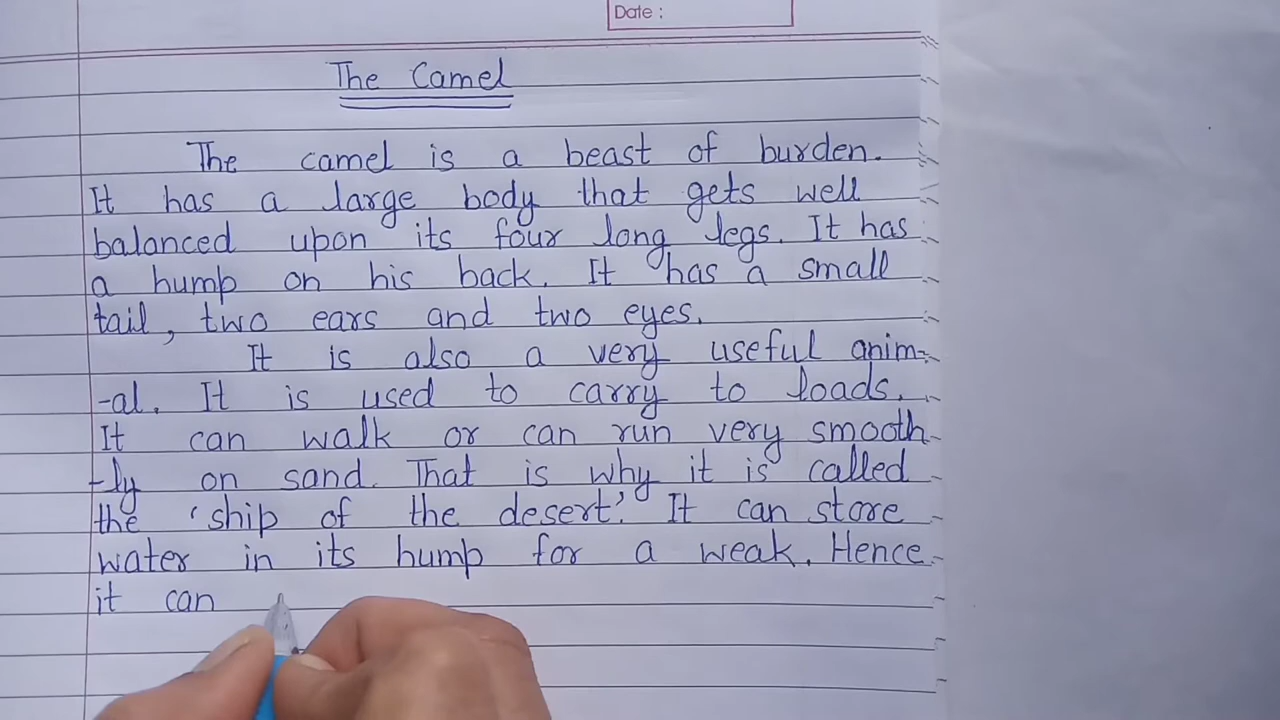 Date :
The Camel
The camel is a beast of burden.
It has a large body that gets well
balanced upon its four long legs. It has
a hump on his back. It has a small
tail, two ears and two eyes.
It is also a very useful anim-
-al. It is used to carry to loads.
It can walk or can run very smooth-
-ly on sand. That is why it is called
the 'ship of the desert'. It can store
water in its hump for a weak. Hence
it can